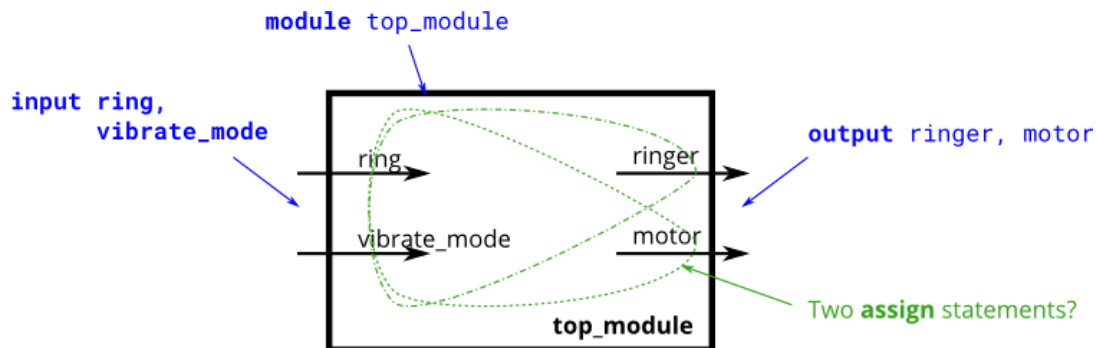 module top_module
input ring,
vibrate_mode
output ringer, motor
ring
ringer
vibrate_mode
motor
Two assign statements?
top_module